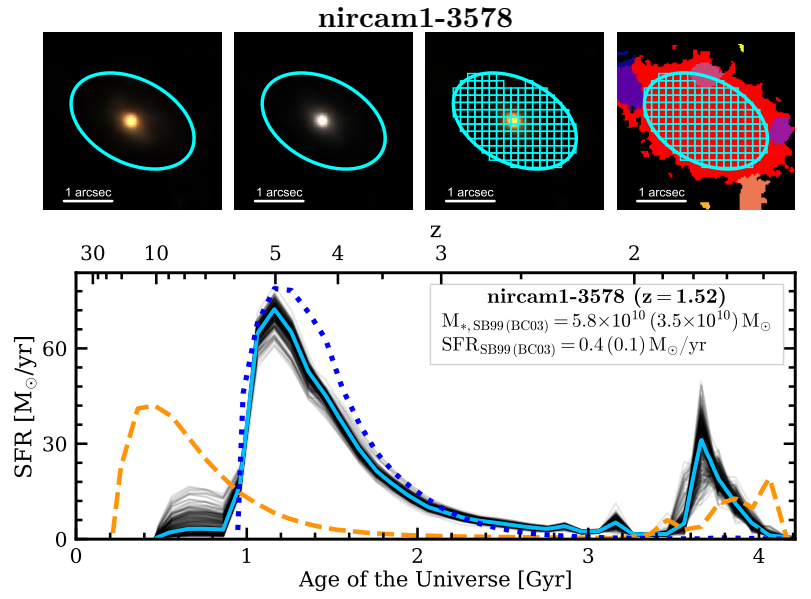 nircam1-3578
1 arcsec 1 arcsec 1 arcsec 1 arcsec
z
30 10 5 4 3 2
nircam1-3578 (z = 1.52)
M*, SB99 (BC03) = 5.8×10¹⁰ (3.5×10¹⁰) M⊙
SFR SB99 (BC03) = 0.4 (0.1) M⊙/yr
SFR [M⊙/yr]
60
30
0
0 1 2 3 4
Age of the Universe [Gyr]